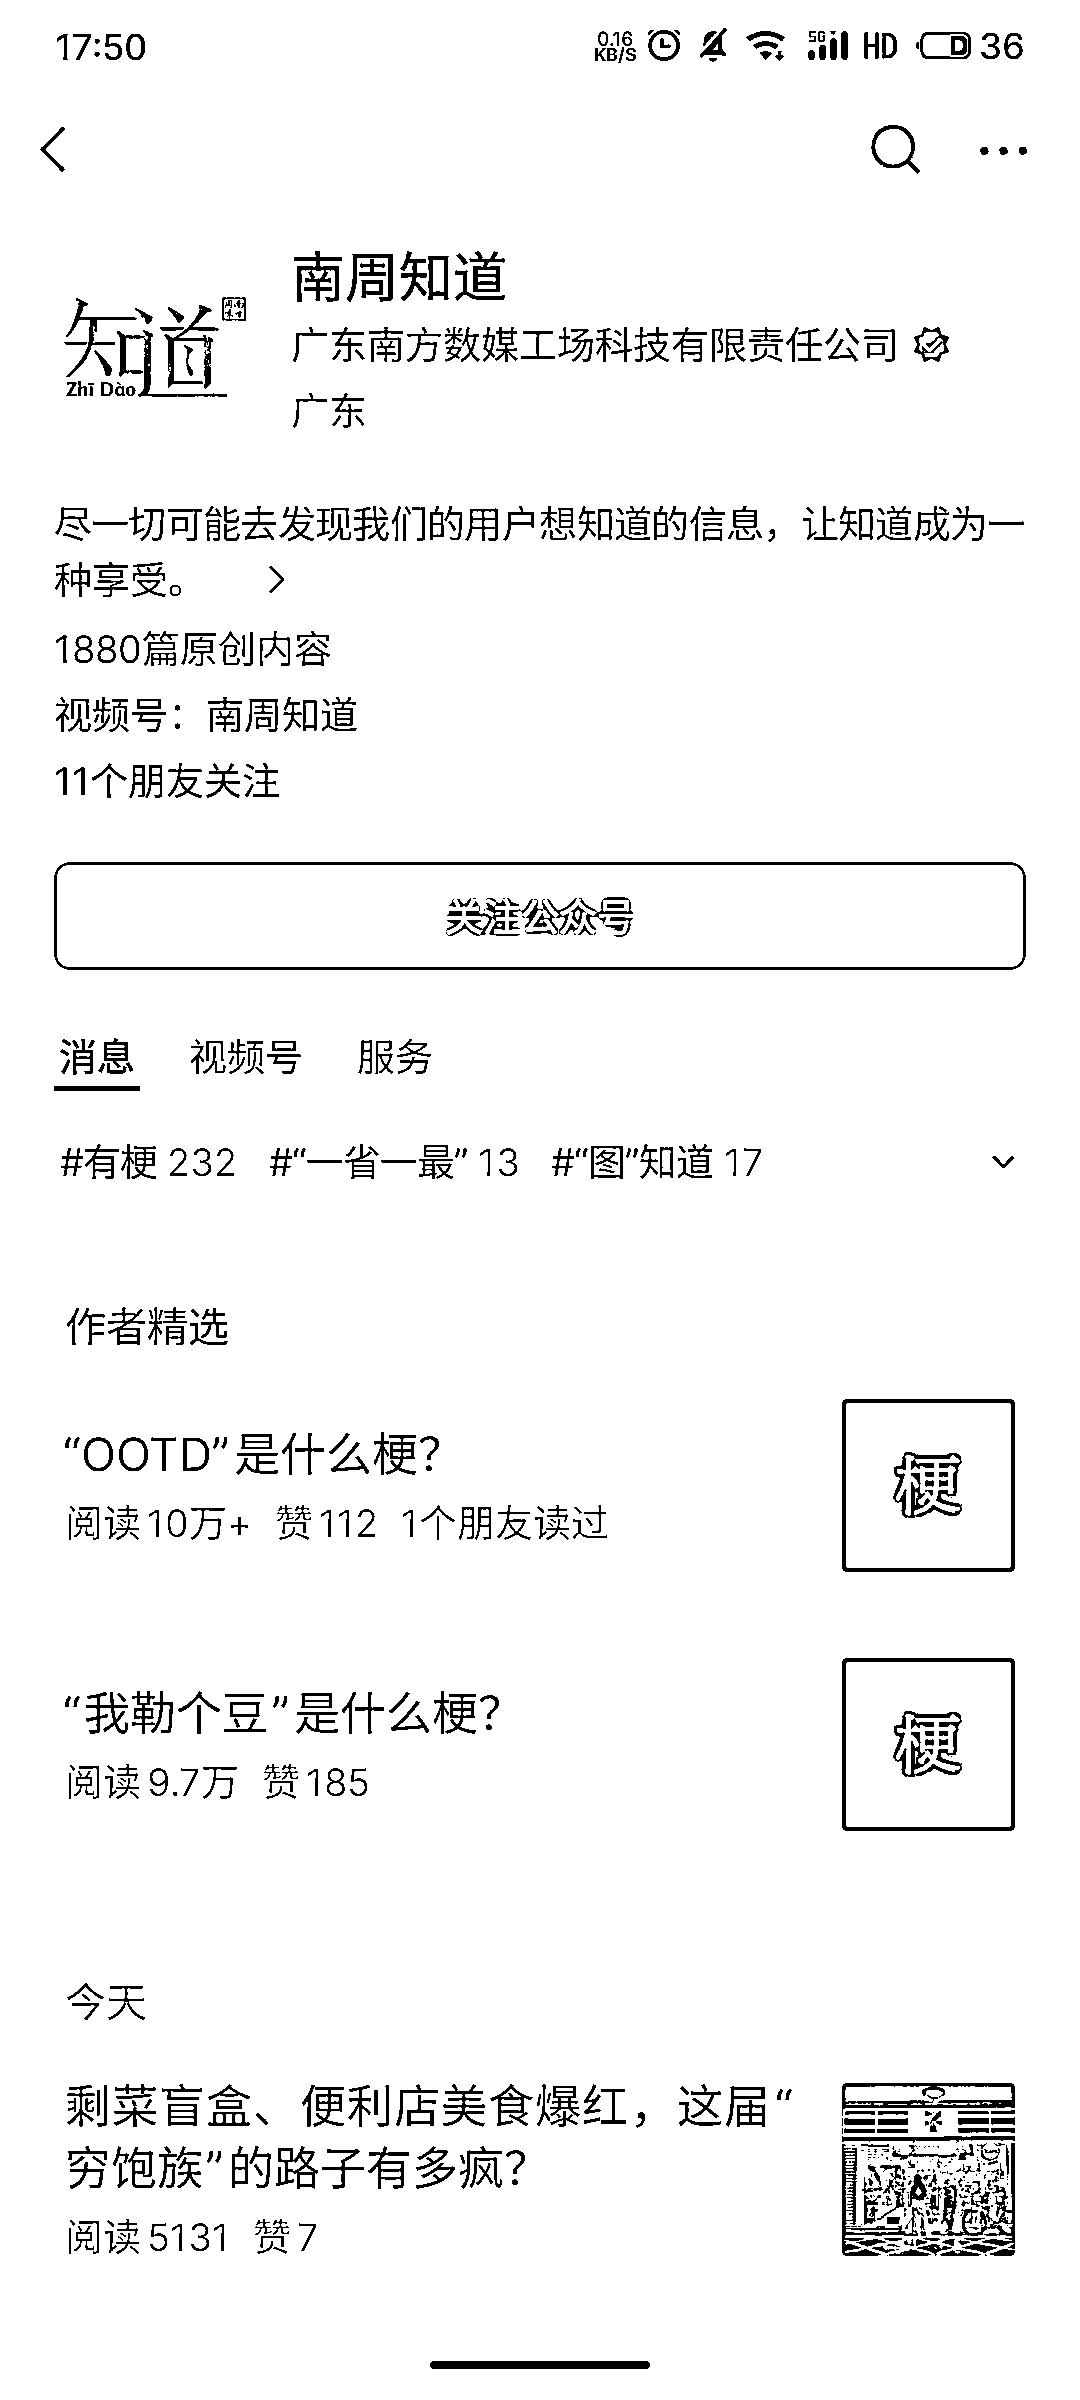 17:50 0.16 KB/S 5G HD 36
南周知道
知道
Zhī Dào
广东南方数媒工场科技有限责任公司
广东
尽一切可能去发现我们的用户想知道的信息，让知道成为一
种享受。
1880篇原创内容
视频号：南周知道
11个朋友关注
关注公众号
消息 视频号 服务
#有梗 232 #“一省一最” 13 #“图”知道 17
作者精选
“OOTD”是什么梗？
阅读 10万+ 赞 112 1个朋友读过
梗
“我勒个豆”是什么梗？
阅读 9.7万 赞 185
梗
今天
剩菜盲盒、便利店美食爆红，这届“
穷饱族”的路子有多疯？
阅读 5131 赞 7